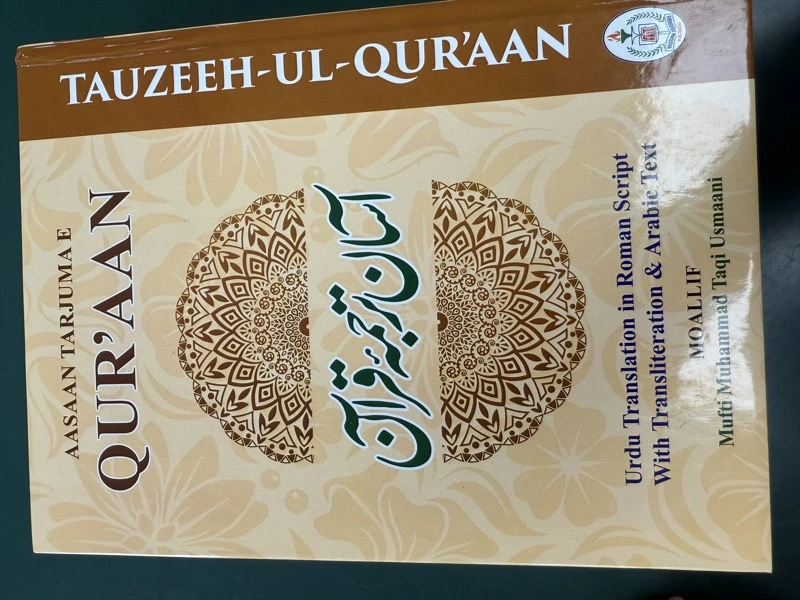 TAUZEEH-UL-QUR'AAN
AASAAN TARJUMA E
QUR'AAN
آسان ترجمۂ قرآن
Urdu Translation in Roman Script
With Transliteration & Arabic Text
MOALLIF
Mufti Muhammad Taqi Usmaani